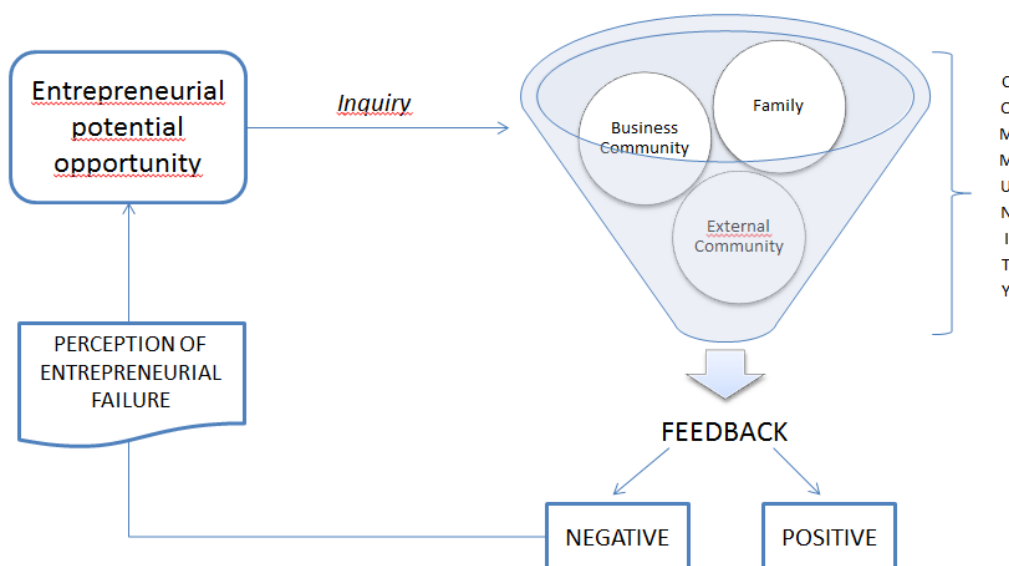 Entrepreneurial
potential
opportunity
Inquiry
Business
Community
Family
External
Community
C
O
M
M
U
N
I
T
Y
PERCEPTION OF
ENTREPRENEURIAL
FAILURE
FEEDBACK
NEGATIVE
POSITIVE